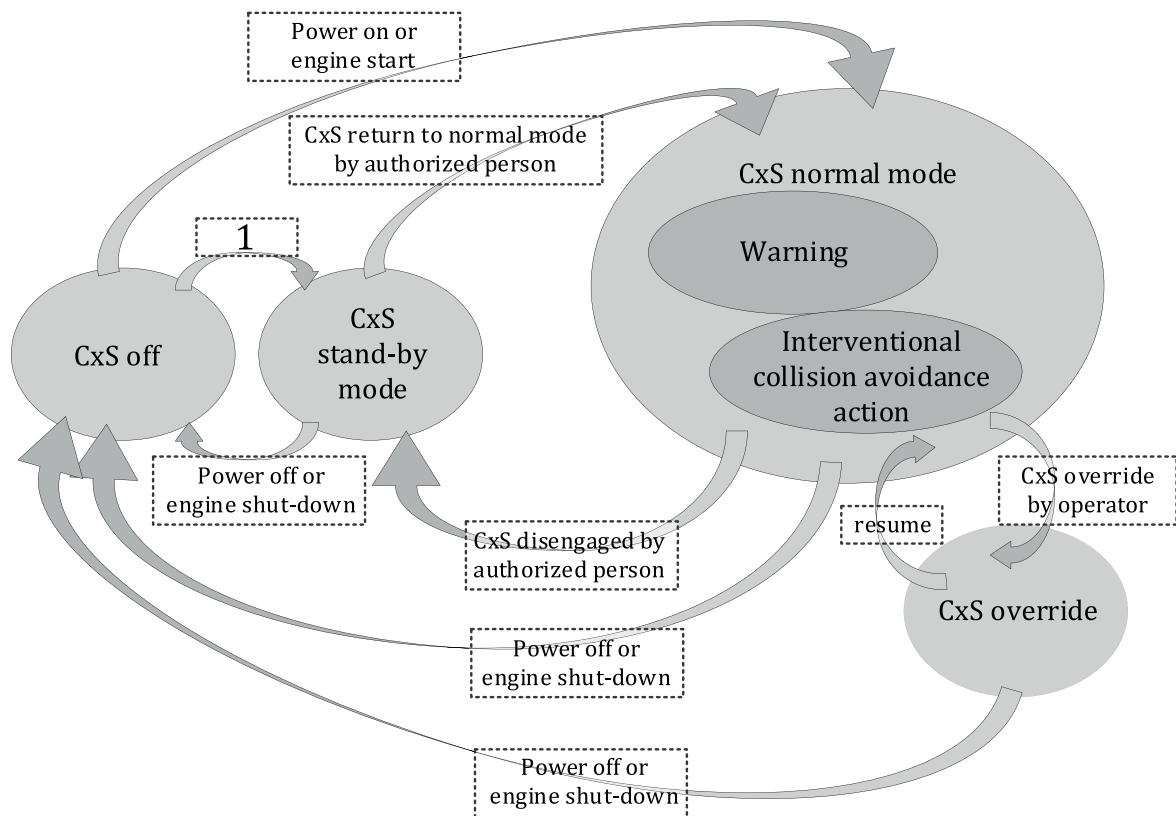 Power on or
engine start
CxS return to normal mode
by authorized person
CxS normal mode
1
Warning
CxS off
CxS
stand-by
mode
Interventional
collision avoidance
action
Power off or
engine shut-down
CxS override
by operator
resume
CxS disengaged by
authorized person
CxS override
Power off or
engine shut-down
Power off or
engine shut-down